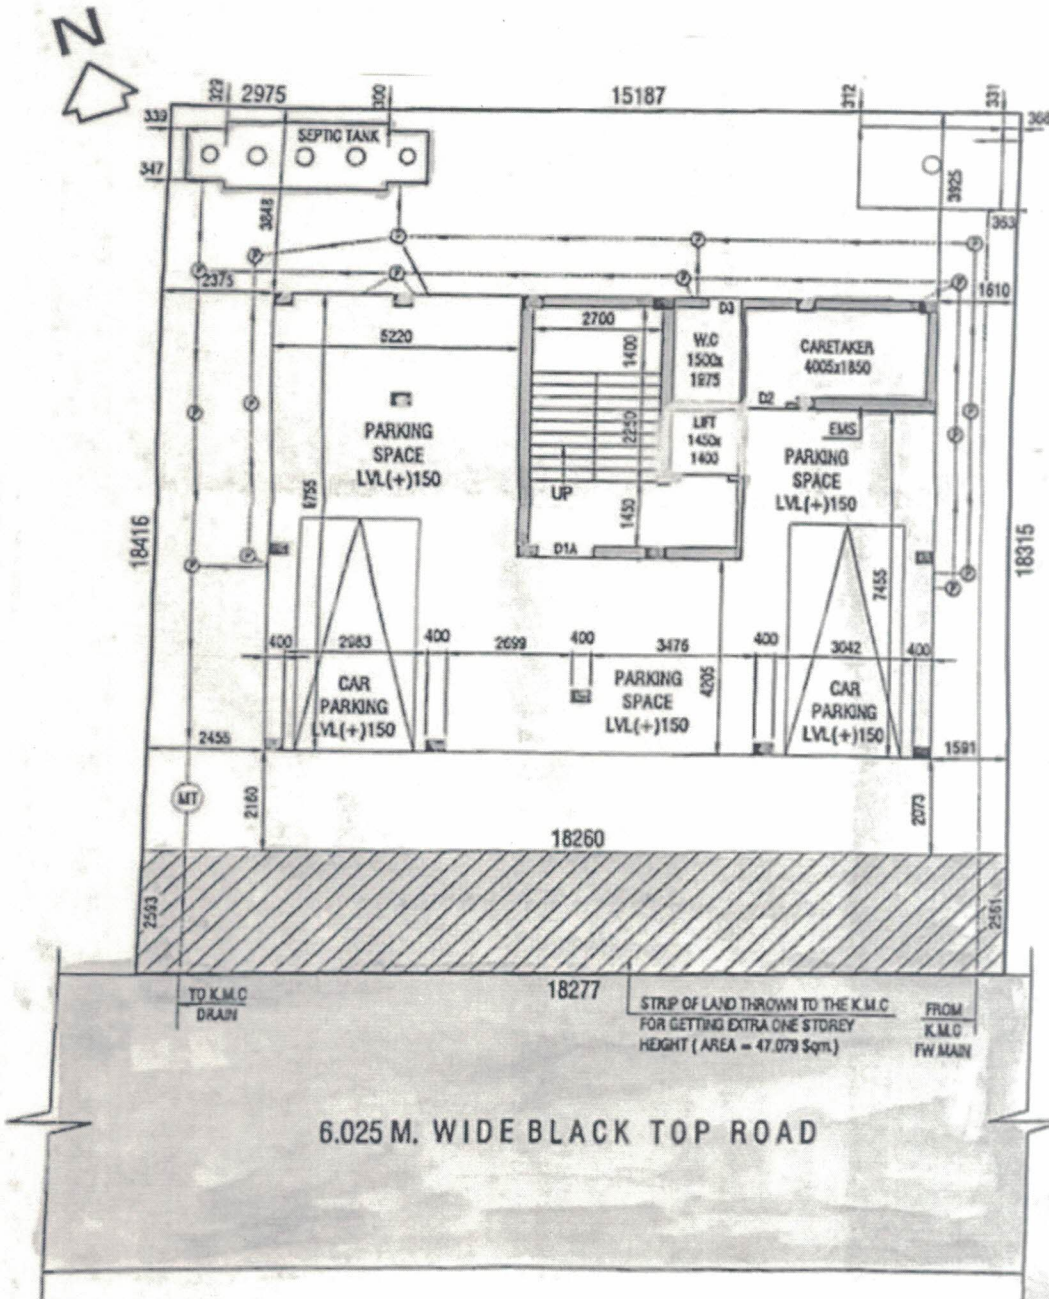 N
329
2975
300
15187
312
331
339
368
SEPTIC TANK
347
3848
3925
363
2375
1610
5220
2700
1400
D3
W.C
1500x
1975
CARETAKER
4005x1850
D2
EMS
PARKING
SPACE
LVL(+)150
2250
LIFT
1450x
1400
PARKING
SPACE
LVL(+)150
UP
1450
D1A
18416
18315
7455
400
2983
400
2699
400
3476
400
3042
400
4205
CAR
PARKING
LVL(+)150
PARKING
SPACE
LVL(+)150
CAR
PARKING
LVL(+)150
2455
1591
MT
2160
2073
18260
2593
2561
TO K.M.C
DRAIN
18277
STRIP OF LAND THROWN TO THE K.M.C
FOR GETTING EXTRA ONE STOREY
HEIGHT ( AREA = 47.079 Sqm.)
FROM
K.M.C
FW MAIN
6.025 M. WIDE BLACK TOP ROAD